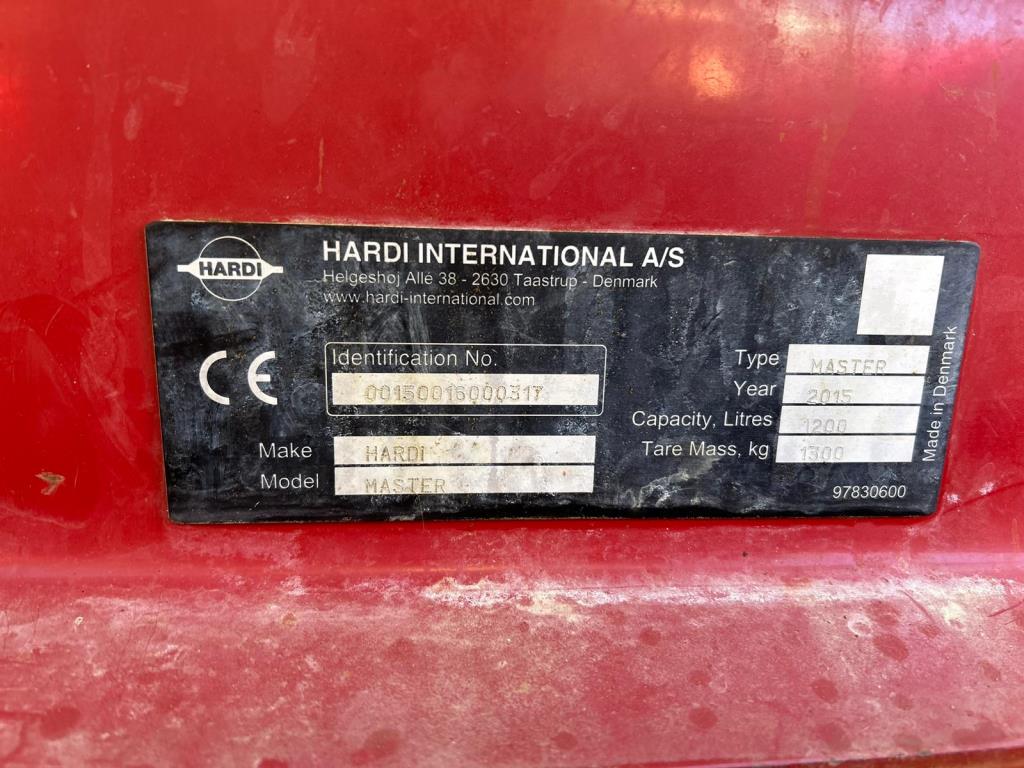 HARDI
HARDI INTERNATIONAL A/S
Helgeshøj Allé 38 - 2630 Taastrup - Denmark
www.hardi-international.com
CE
Identification No.
00150016000317
Make HARDI
Model MASTER
Type MASTER
Year 2015
Capacity, Litres 1200
Tare Mass, kg 1300
Made in Denmark
97830600